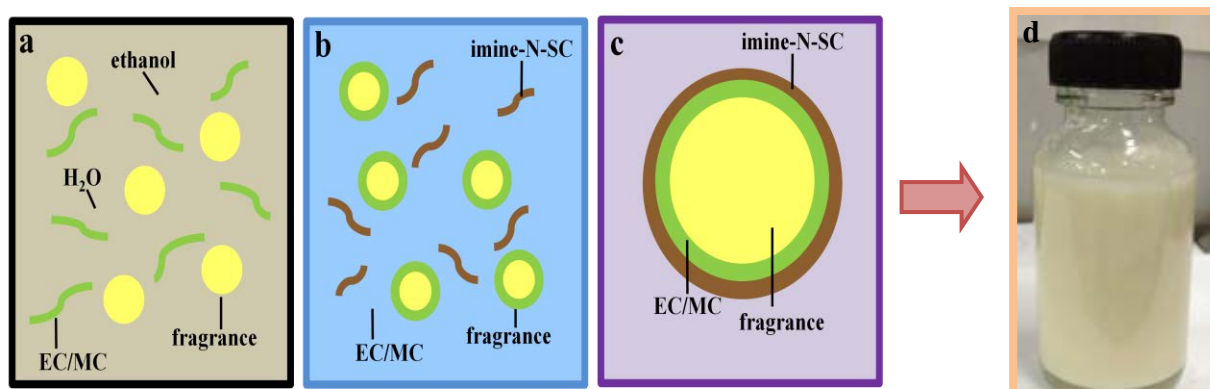 a
ethanol
H₂O
fragrance
EC/MC
b
imine-N-SC
EC/MC
fragrance
c
imine-N-SC
EC/MC
fragrance
d